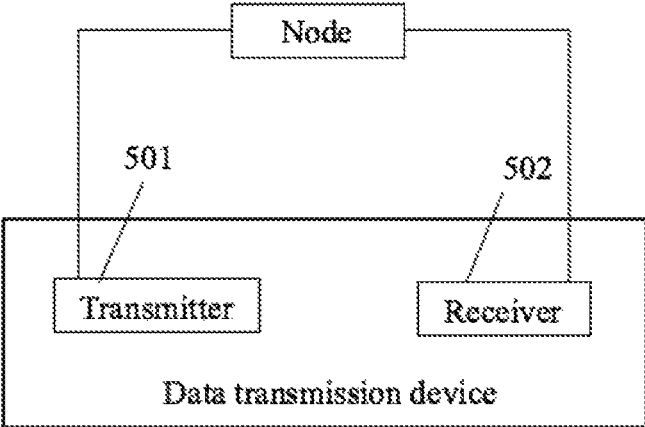 Node
501
502
Transmitter
Receiver
Data transmission device